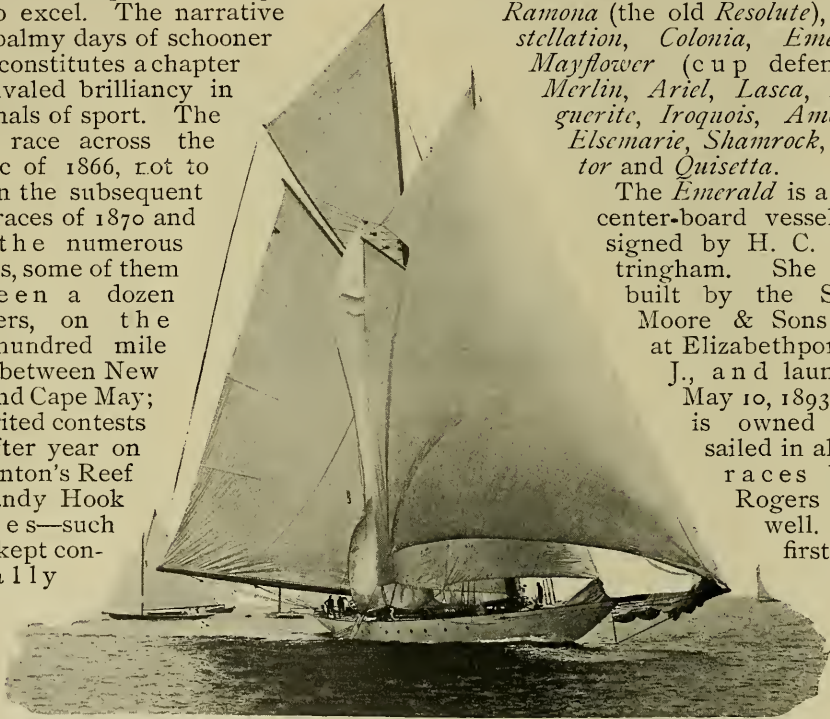 o excel. The narrative
palmy days of schooner
constitutes a chapter
ivaled brilliancy in
nals of sport. The
race across the
c of 1866, not to
n the subsequent
races of 1870 and
the numerous
s, some of them
een a dozen
ers, on the
hundred mile
between New
nd Cape May;
rited contests
fter year on
nton's Reef
andy Hook
es—such
kept con-
ally
Ramona (the old Resolute),
stellation, Colonia, Eme
Mayflower (cup defen
Merlin, Ariel, Lasca,
guerite, Iroquois, Am
Elsemarie, Shamrock,
tor and Quisetta.
The Emerald is a
center-board vessel
signed by H. C.
tringham. She
built by the S
Moore & Sons
at Elizabethpor
J., and laun
May 10, 1893
is owned
sailed in al
races
Rogers
well.
first